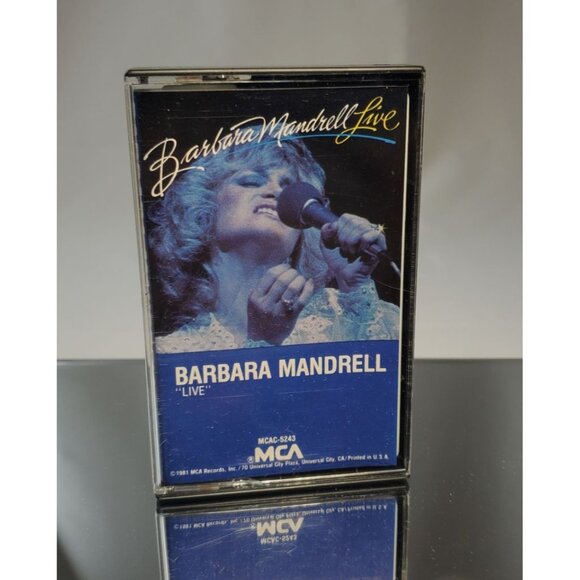 Barbara Mandrell Live
BARBARA MANDRELL
"LIVE"
MCAC-5243
MCA
©1981 MCA Records, Inc./70 Universal City Plaza, Universal City, CA/Printed in U.S.A.